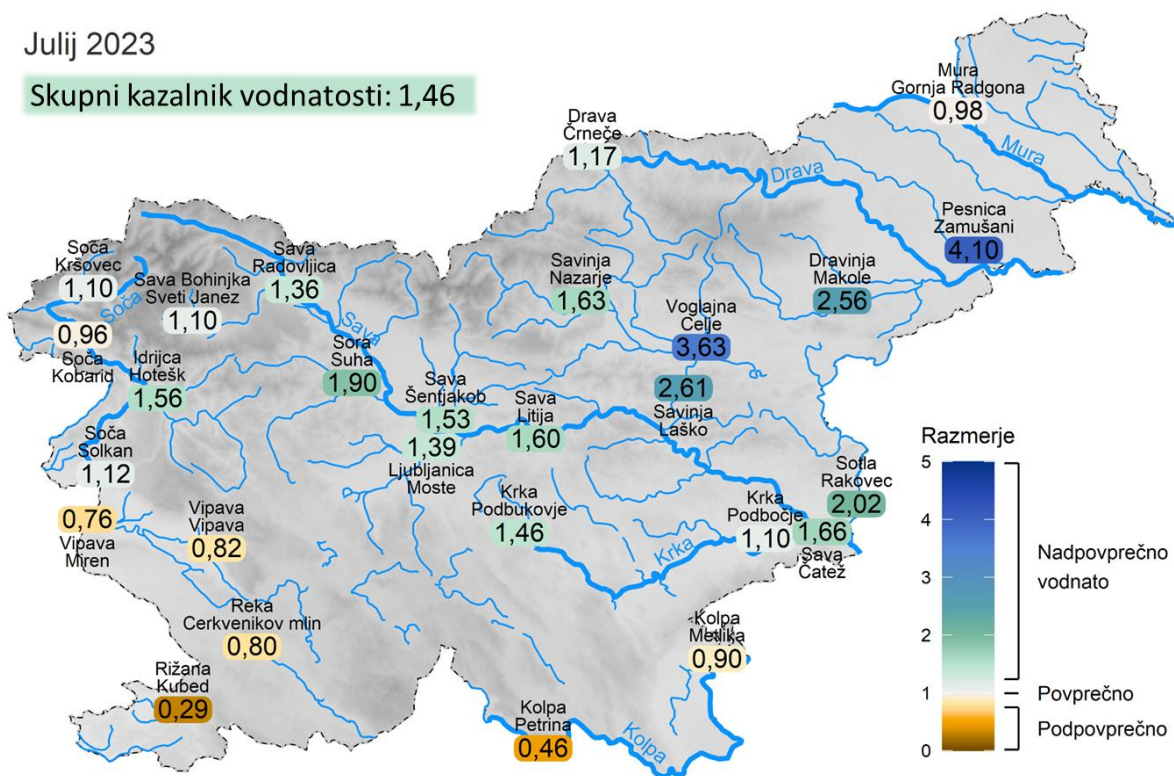 Julij 2023
Skupni kazalnik vodnatosti: 1,46
Mura
Gornja Radgona
0,98
Mura
Drava
Črneče
1,17
Drava
Pesnica
Zamušani
4,10
Soča
Kršovec
1,10
Soča
Sava Bohinjka
Sveti Janez
1,10
Sava
Radovljica
1,36
Sava
Savinja
Nazarje
1,63
Dravinja
Makole
2,56
Voglajna
Celje
3,63
0,96
Soča
Kobarid
Idrijca
Hotešk
1,56
Sora
Suha
1,90
Sava
Šentjakob
1,53
1,39
Ljubljanica
Moste
Sava
Litija
1,60
2,61
Savinja
Laško
Soča
Solkan
1,12
0,76
Vipava
Miren
Vipava
Vipava
0,82
Krka
Podbukovje
1,46
Krka
Krka
Podbočje
1,10
Sotla
Rakovec
2,02
1,66
Sava
Čatež
Reka
Cerkvenikov mlin
0,80
Kolpa
Metlika
0,90
Rižana
Kubed
0,29
Kolpa
Petrina
0,46
Kolpa
Razmerje
5
4
3
2
1
0
Nadpovprečno
vodnato
Povprečno
Podpovprečno